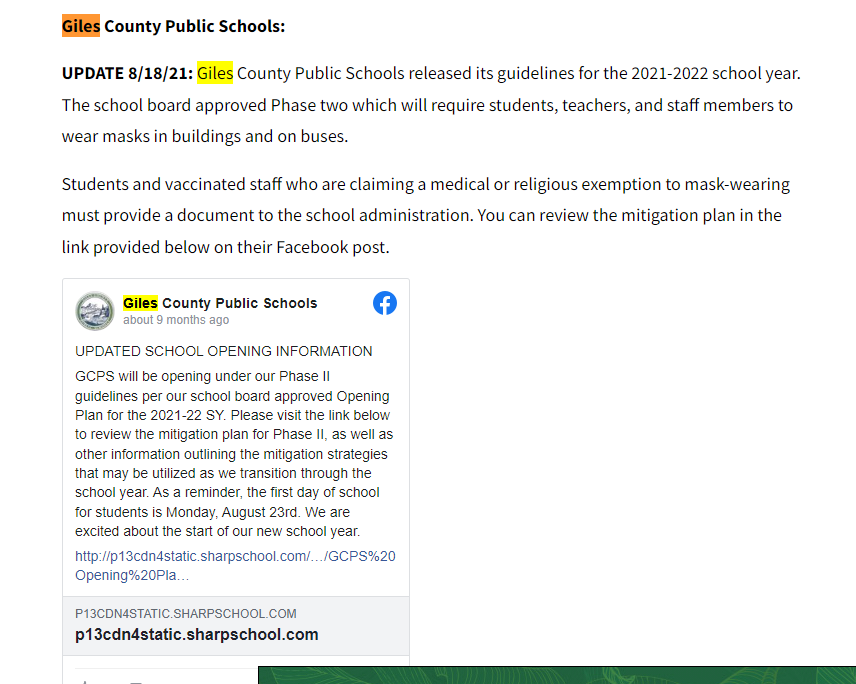 Giles County Public Schools:
UPDATE 8/18/21: Giles County Public Schools released its guidelines for the 2021-2022 school year.
The school board approved Phase two which will require students, teachers, and staff members to
wear masks in buildings and on buses.
Students and vaccinated staff who are claiming a medical or religious exemption to mask-wearing
must provide a document to the school administration. You can review the mitigation plan in the
link provided below on their Facebook post.
Giles County Public Schools
about 9 months ago
UPDATED SCHOOL OPENING INFORMATION
GCPS will be opening under our Phase II
guidelines per our school board approved Opening
Plan for the 2021-22 SY. Please visit the link below
to review the mitigation plan for Phase II, as well as
other information outlining the mitigation strategies
that may be utilized as we transition through the
school year. As a reminder, the first day of school
for students is Monday, August 23rd. We are
excited about the start of our new school year.
http://p13cdn4static.sharpschool.com/…/GCPS%20
Opening%20Pla…
P13CDN4STATIC.SHARPSCHOOL.COM
p13cdn4static.sharpschool.com